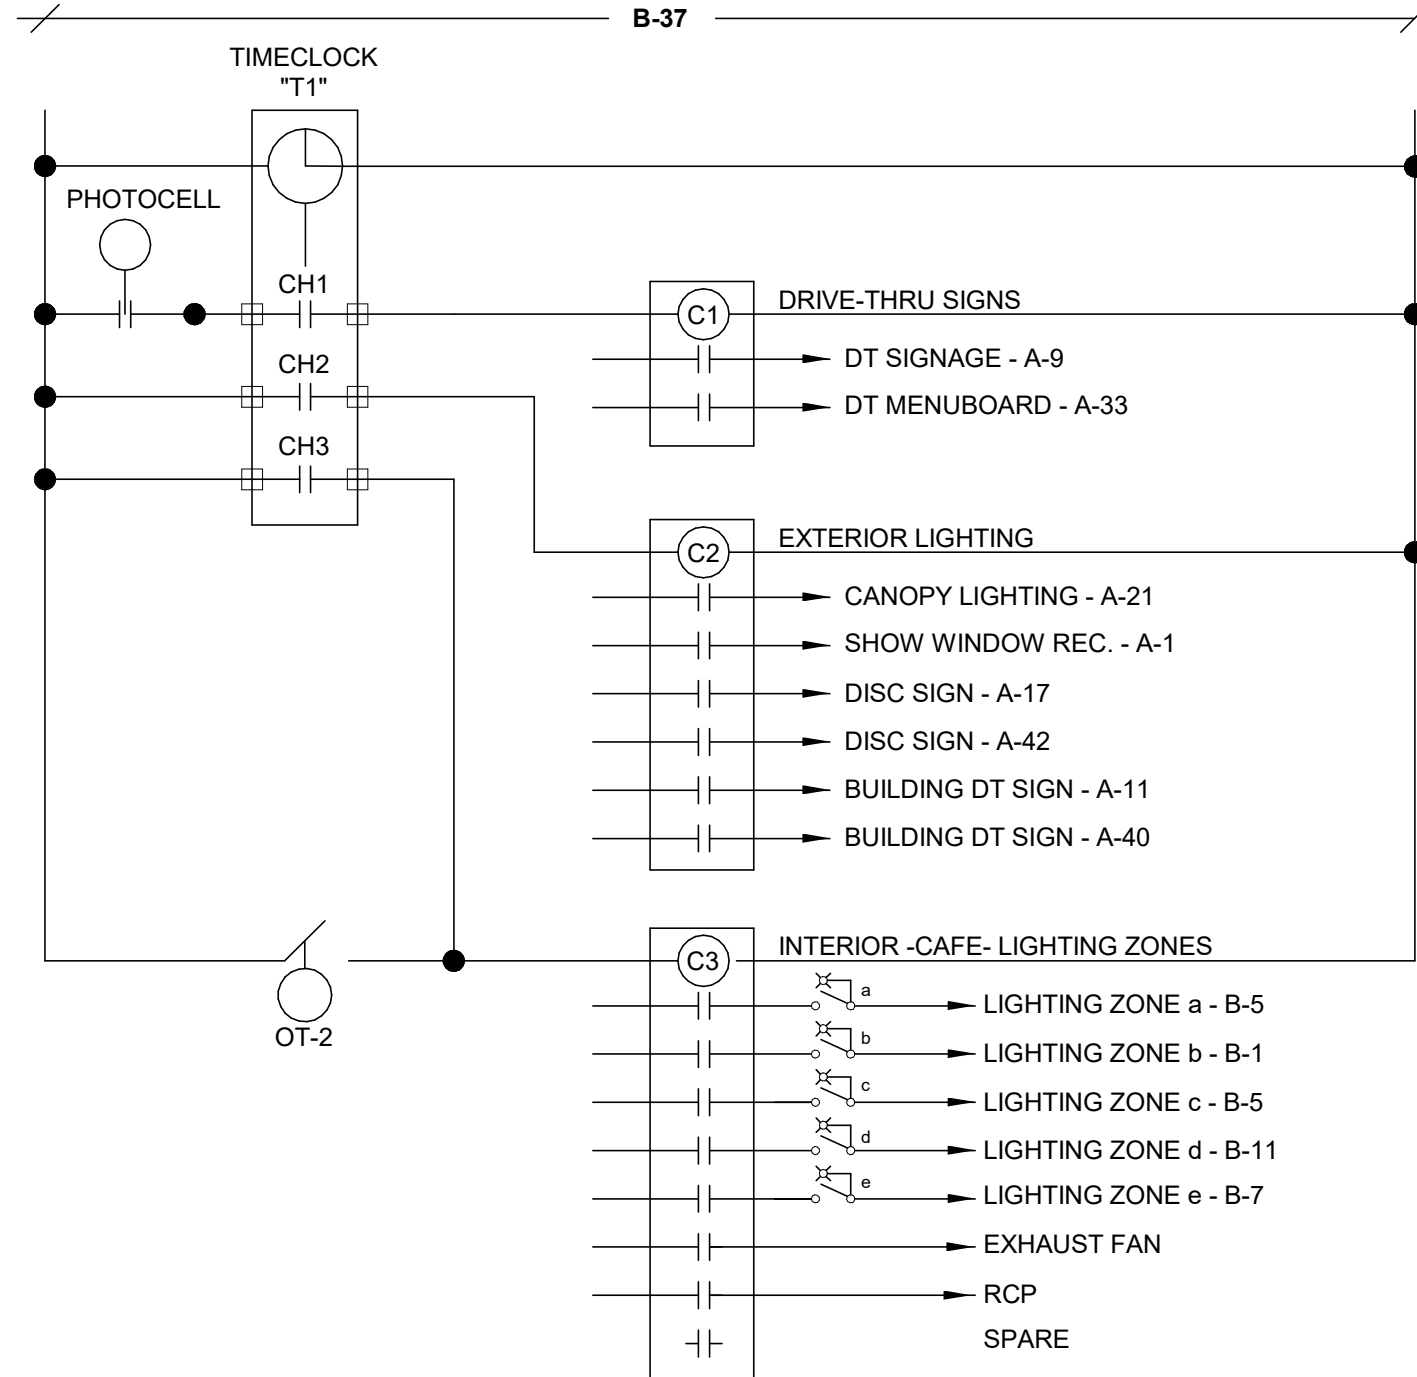 B-37
TIMECLOCK
"T1"
PHOTOCELL
CH1
CH2
CH3
C1
DRIVE-THRU SIGNS
DT SIGNAGE - A-9
DT MENUBOARD - A-33
C2
EXTERIOR LIGHTING
CANOPY LIGHTING - A-21
SHOW WINDOW REC. - A-1
DISC SIGN - A-17
DISC SIGN - A-42
BUILDING DT SIGN - A-11
BUILDING DT SIGN - A-40
OT-2
C3
INTERIOR -CAFE- LIGHTING ZONES
a
LIGHTING ZONE a - B-5
b
LIGHTING ZONE b - B-1
c
LIGHTING ZONE c - B-5
d
LIGHTING ZONE d - B-11
e
LIGHTING ZONE e - B-7
EXHAUST FAN
RCP
SPARE